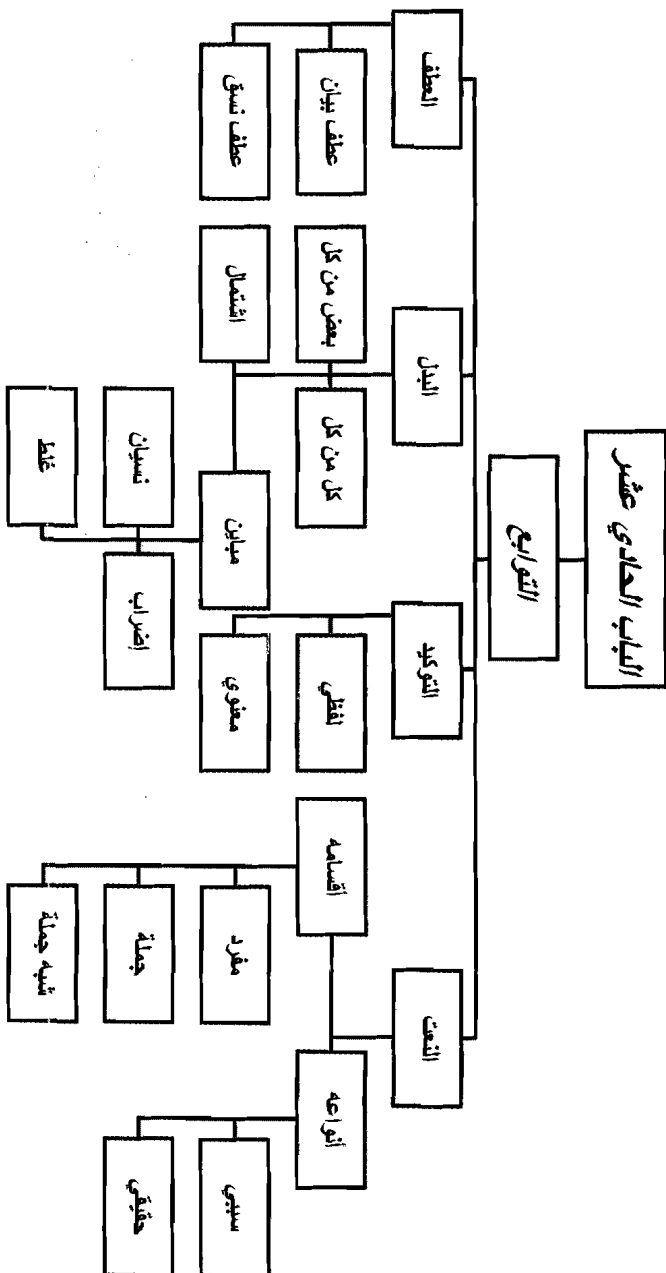 الباب الحادي عشر
التوابع
النعت
التوكيد
البدل
العطف
أنواعه
أقسامه
سببي
حقيقي
مفرد
جملة
شبه جملة
لفظي
معنوي
كل من كل
بعض من كل
مباين
اشتمال
اضراب
نسيان
غلط
عطف بيان
عطف نسق